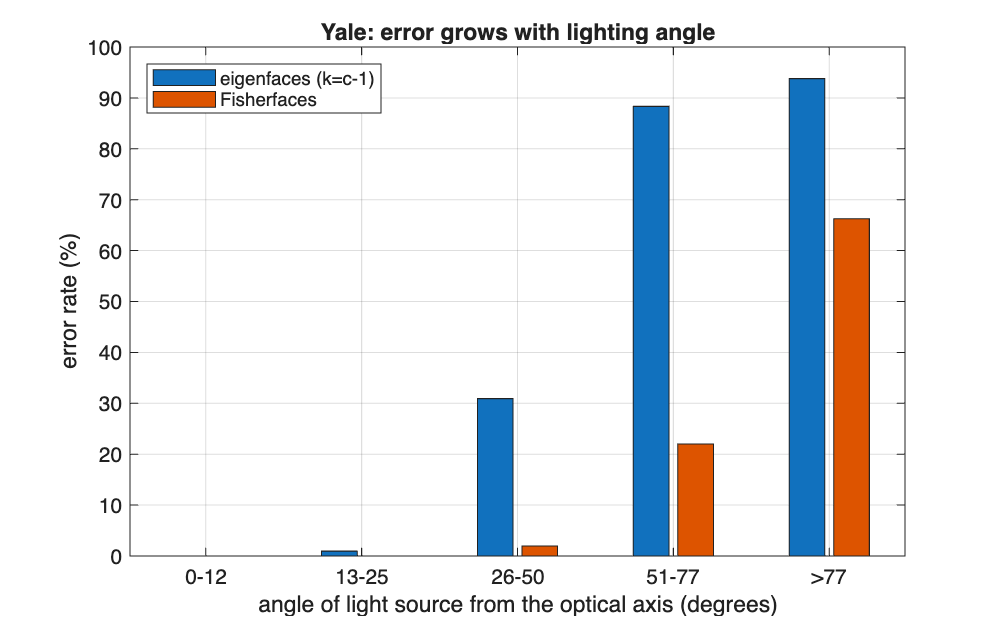 Yale: error grows with lighting angle
eigenfaces (k=c-1)
Fisherfaces
100
90
80
70
60
50
40
30
20
10
0
error rate (%)
0-12 13-25 26-50 51-77 >77
angle of light source from the optical axis (degrees)